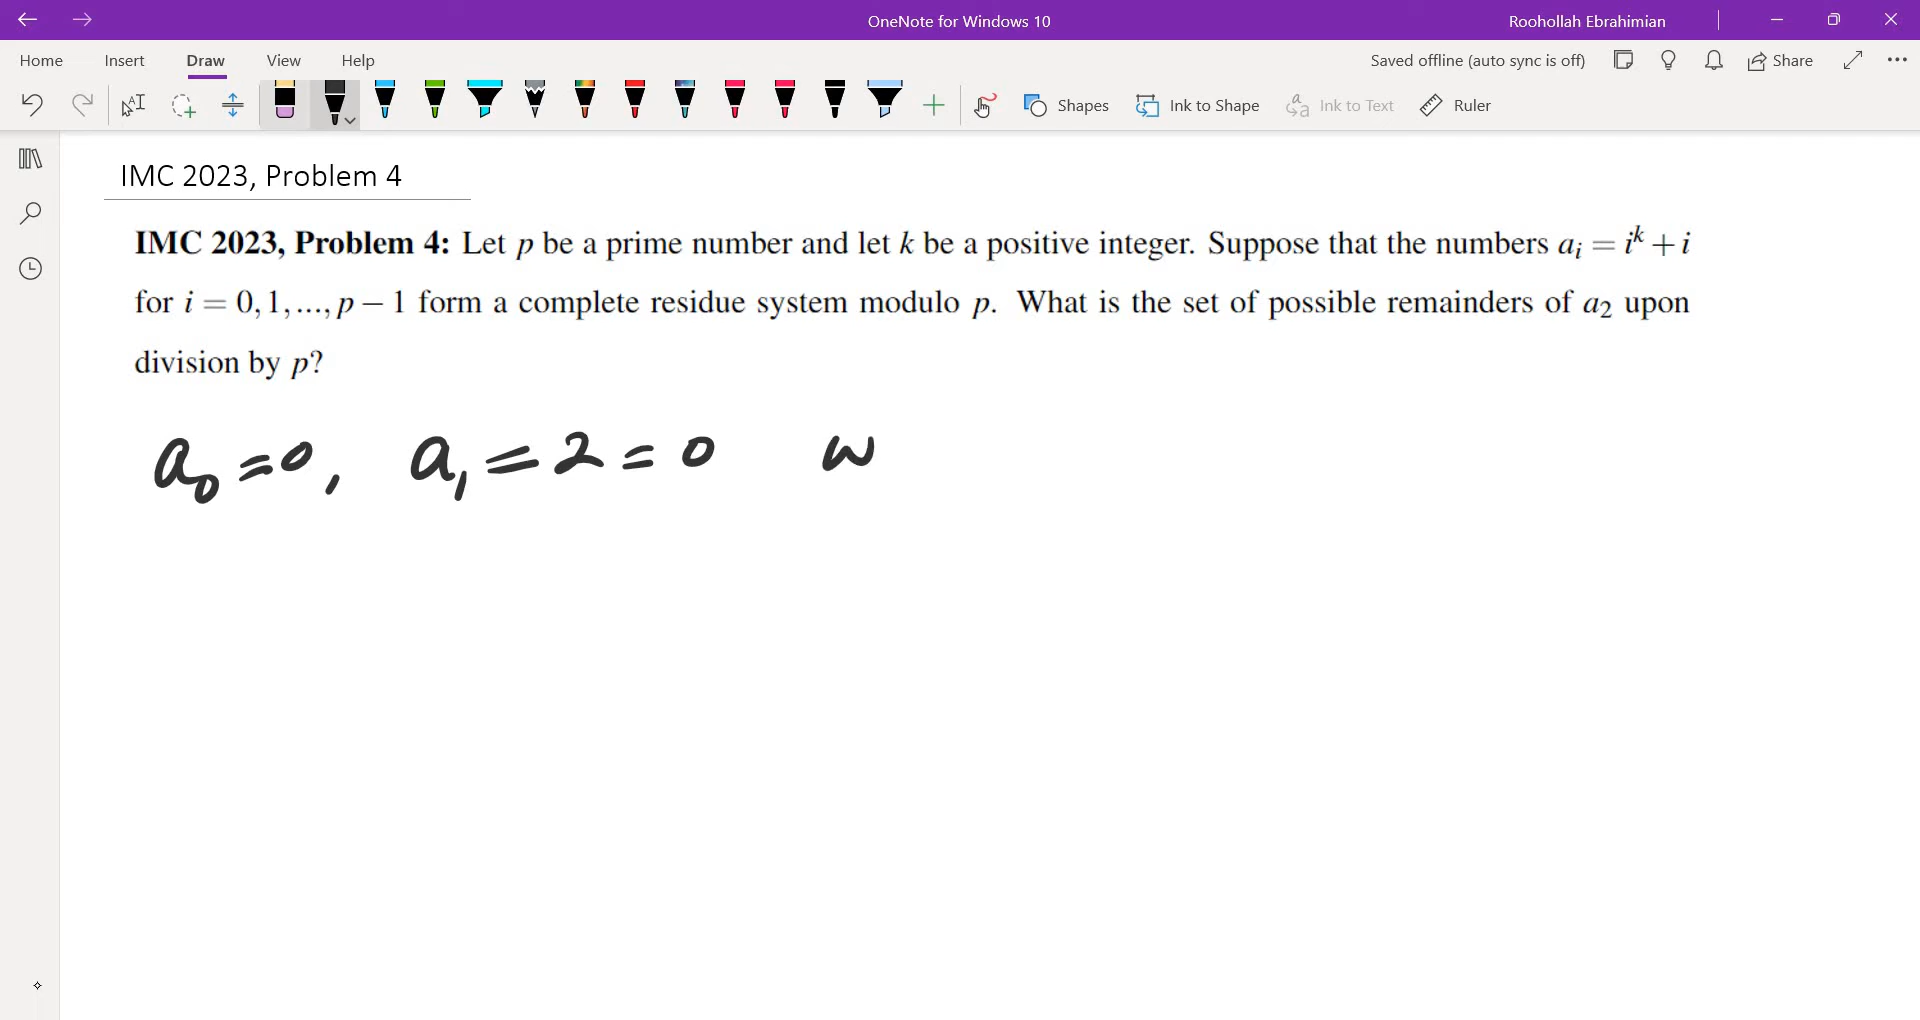 OneNote for Windows 10
Roohollah Ebrahimian
Home Insert Draw View Help
Saved offline (auto sync is off) Share
Shapes Ink to Shape Ink to Text Ruler
IMC 2023, Problem 4
IMC 2023, Problem 4: Let p be a prime number and let k be a positive integer. Suppose that the numbers a_i = i^k + i
for i = 0, 1, ..., p − 1 form a complete residue system modulo p. What is the set of possible remainders of a_2 upon
division by p?
a_0 = 0, a_1 = 2 = 0 w